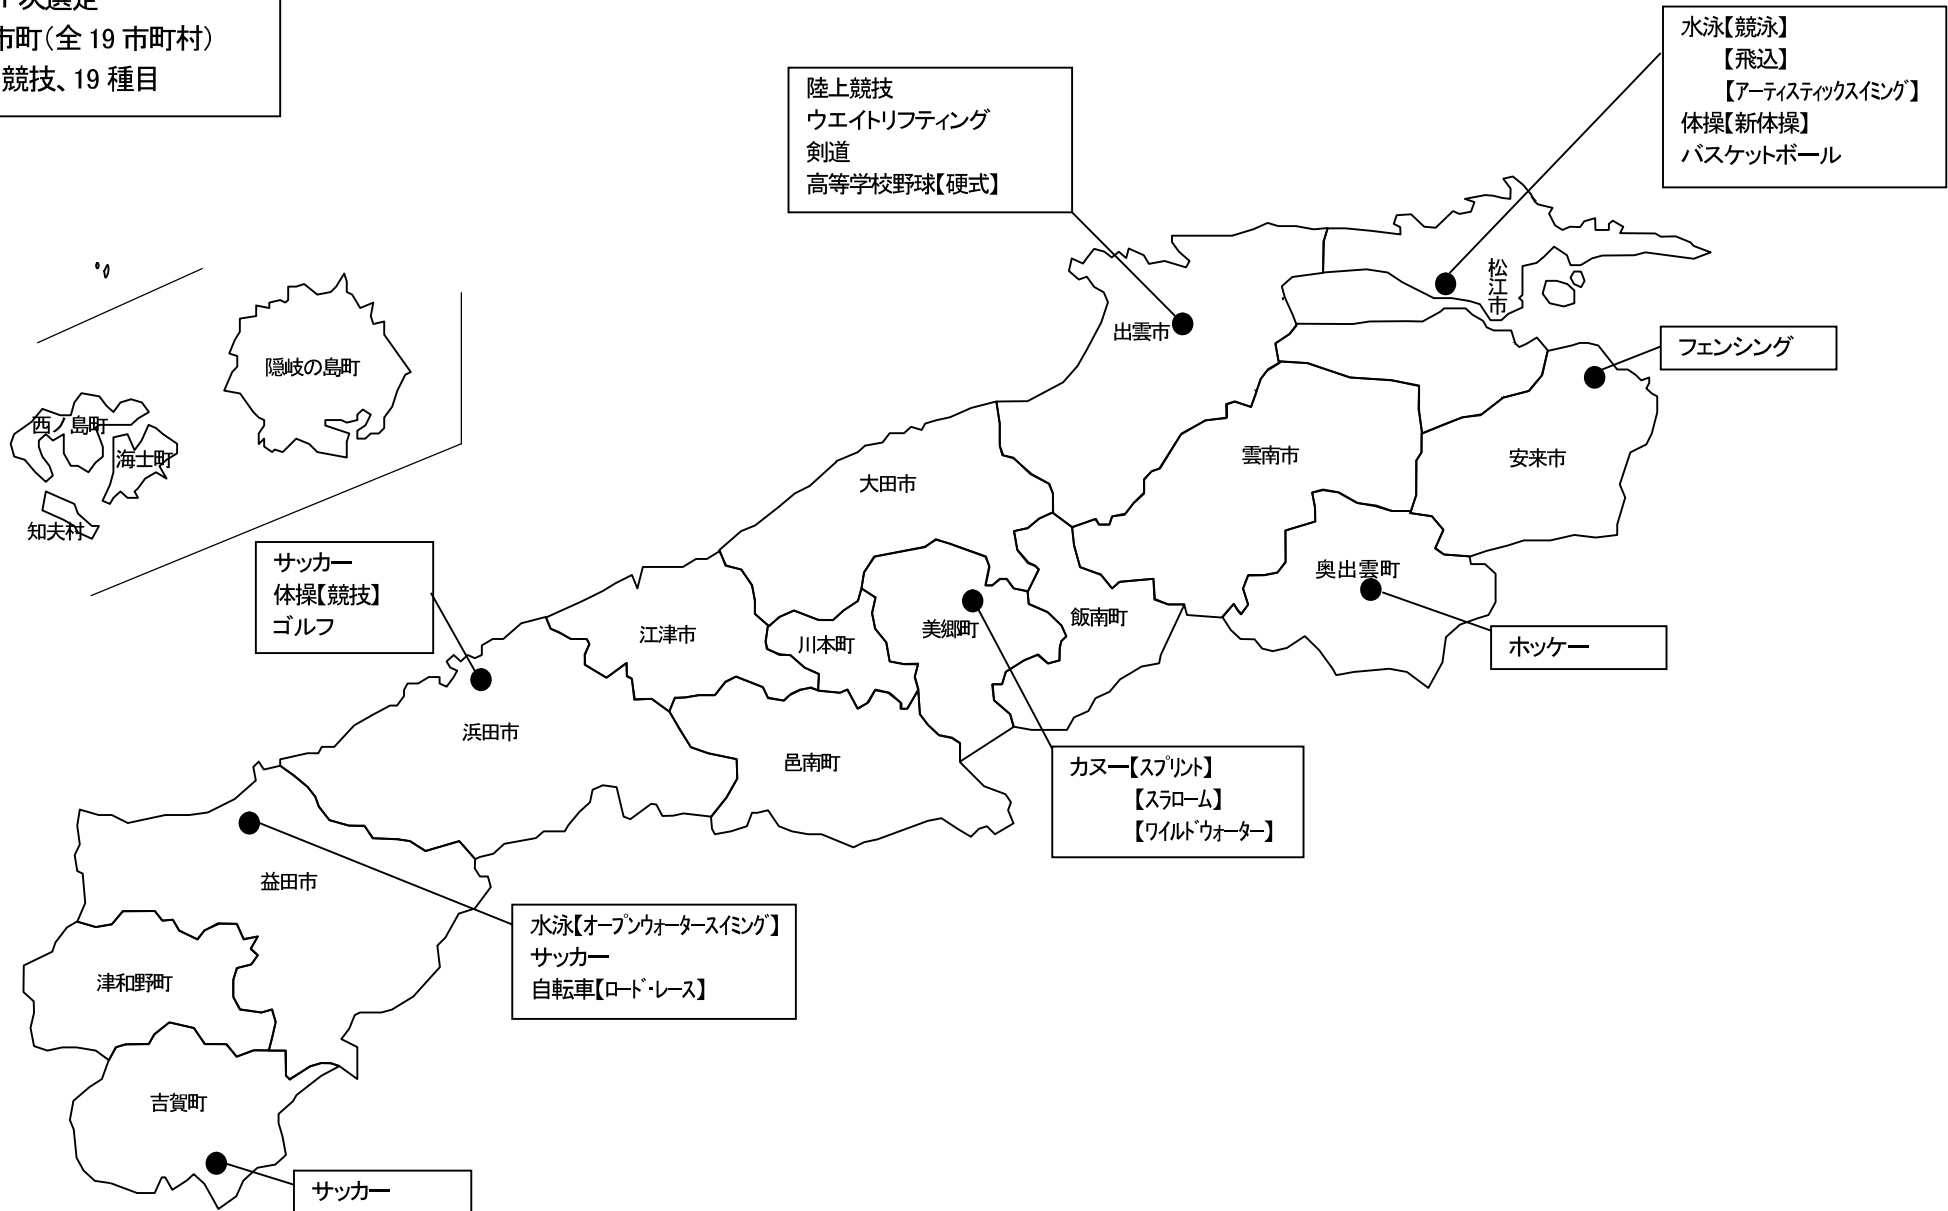 次選定
市町(全 19 市町村)
競技、19 種目
水泳【競泳】
【飛込】
【アーティスティックスイミング】
体操【新体操】
バスケットボール
陸上競技
ウエイトリフティング
剣道
高等学校野球【硬式】
松江市
出雲市
フェンシング
隠岐の島町
西ノ島町
海士町
知夫村
雲南市
安来市
大田市
奥出雲町
ホッケー
サッカー
体操【競技】
ゴルフ
江津市
川本町
美郷町
飯南町
浜田市
邑南町
カヌー【スプリント】
【スラローム】
【ワイルドウォーター】
益田市
水泳【オープンウォータースイミング】
サッカー
自転車【ロード・レース】
津和野町
吉賀町
サッカー